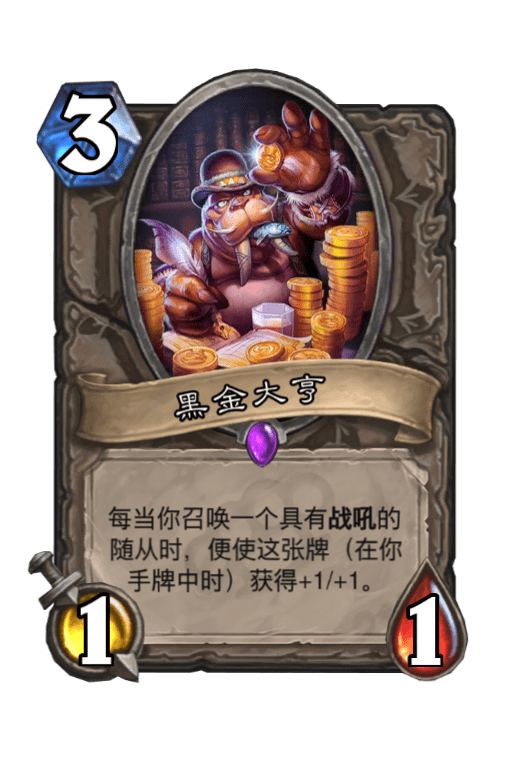 3
黑金大亨
每当你召唤一个具有战吼的
随从时，便使这张牌（在你
手牌中时）获得+1/+1。
1
1